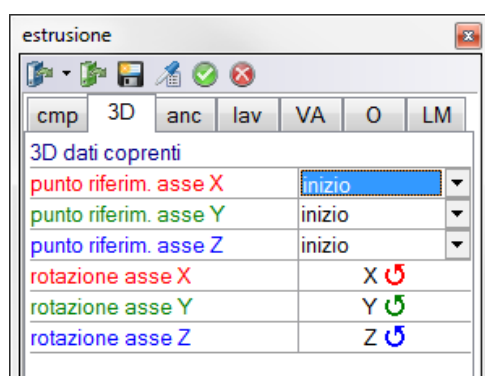 estrusione
cmp 3D anc lav VA O LM
3D dati coprenti
punto riferim. asse X inizio
punto riferim. asse Y inizio
punto riferim. asse Z inizio
rotazione asse X X
rotazione asse Y Y
rotazione asse Z Z